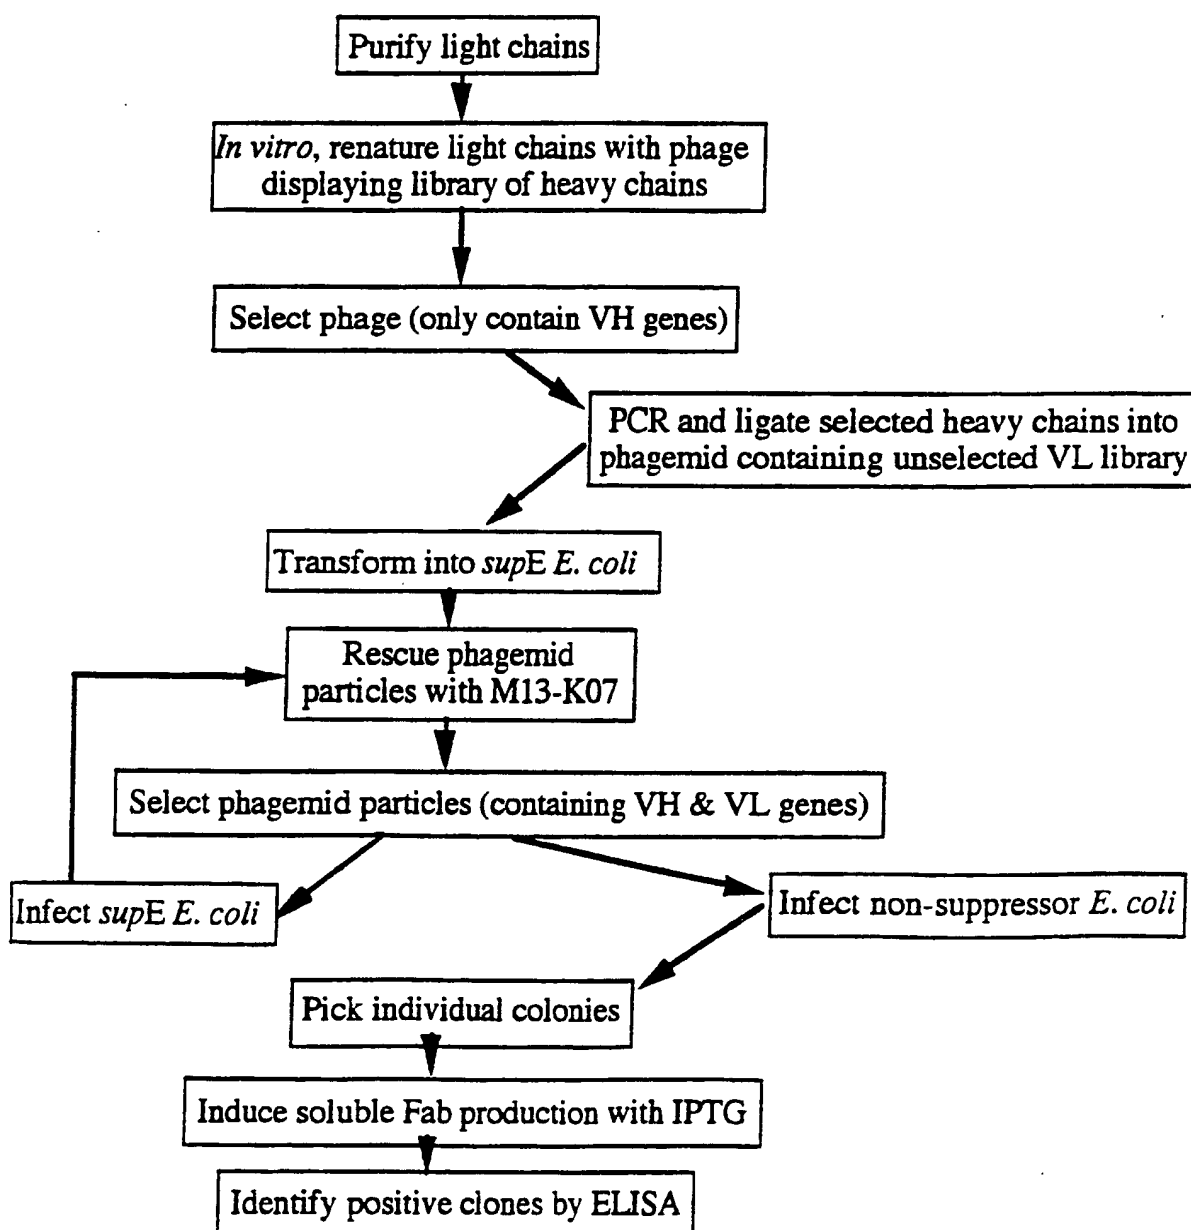 Purify light chains
In vitro, renature light chains with phage
displaying library of heavy chains
Select phage (only contain VH genes)
PCR and ligate selected heavy chains into
phagemid containing unselected VL library
Transform into supE E. coli
Rescue phagemid
particles with M13-K07
Select phagemid particles (containing VH & VL genes)
Infect supE E. coli
Infect non-suppressor E. coli
Pick individual colonies
Induce soluble Fab production with IPTG
Identify positive clones by ELISA